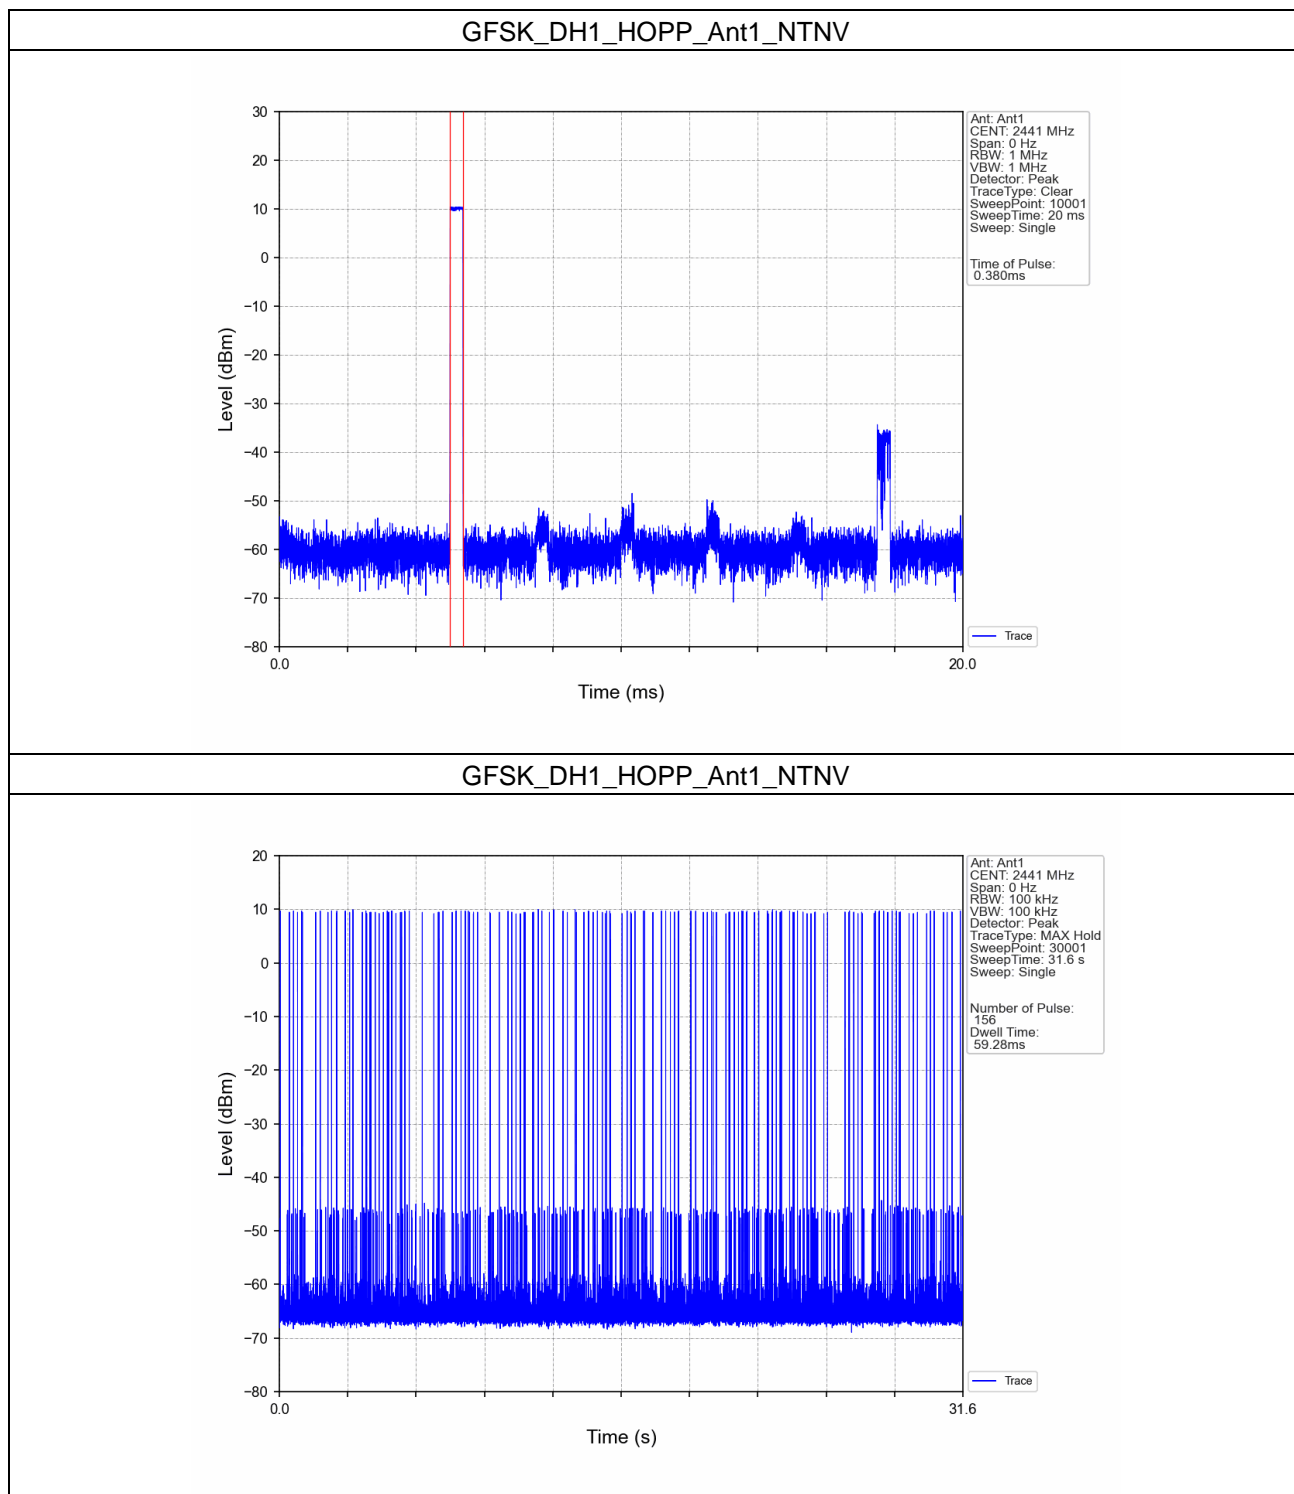 GFSK_DH1_HOPP_Ant1_NTNV
30
20
10
0
−10
−20
−30
−40
−50
−60
−70
−80
Level (dBm)
0.0
20.0
Time (ms)
Ant: Ant1
CENT: 2441 MHz
Span: 0 Hz
RBW: 1 MHz
VBW: 1 MHz
Detector: Peak
TraceType: Clear
SweepPoint: 10001
SweepTime: 20 ms
Sweep: Single
Time of Pulse:
0.380ms
Trace
GFSK_DH1_HOPP_Ant1_NTNV
20
10
0
−10
−20
−30
−40
−50
−60
−70
−80
Level (dBm)
0.0
31.6
Time (s)
Ant: Ant1
CENT: 2441 MHz
Span: 0 Hz
RBW: 100 kHz
VBW: 100 kHz
Detector: Peak
TraceType: MAX Hold
SweepPoint: 30001
SweepTime: 31.6 s
Sweep: Single
Number of Pulse:
156
Dwell Time:
59.28ms
Trace